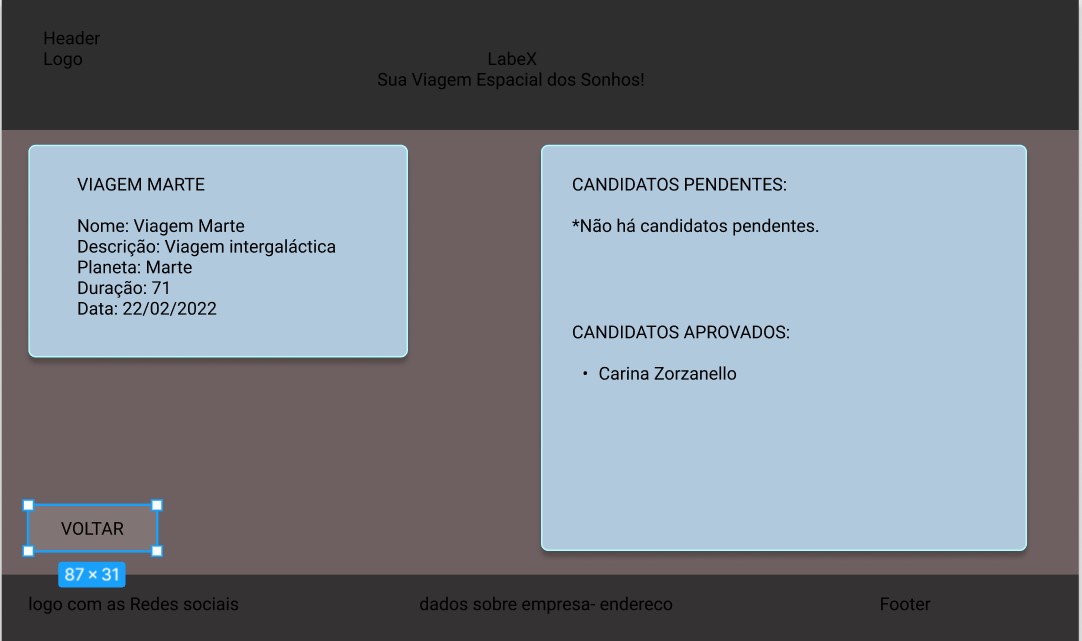 Header
Logo
LabeX
Sua Viagem Espacial dos Sonhos!
VIAGEM MARTE
Nome: Viagem Marte
Descrição: Viagem intergaláctica
Planeta: Marte
Duração: 71
Data: 22/02/2022
CANDIDATOS PENDENTES:
*Não há candidatos pendentes.
CANDIDATOS APROVADOS:
• Carina Zorzanello
VOLTAR
87 × 31
logo com as Redes sociais
dados sobre empresa- endereco
Footer